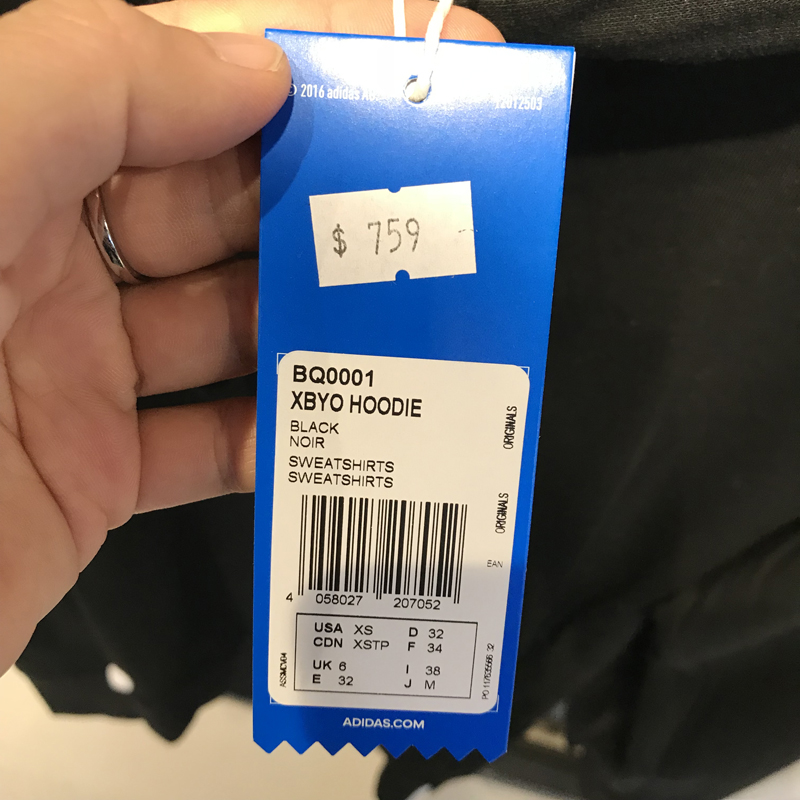 © 2016 adidas
$ 759
BQ0001
XBYO HOODIE
BLACK
NOIR
SWEATSHIRTS
SWEATSHIRTS
ORIGINALS
ORIGINALS
EAN
4 058027 207052
USA XS D 32
CDN XSTP F 34
UK 6 I 38
E 32 J M
ADIDAS.COM